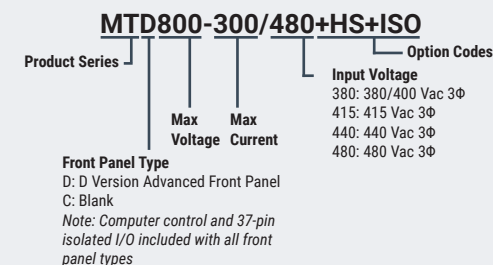 MTD800-300/480+HS+ISO
Product Series
Option Codes
Input Voltage
380: 380/400 Vac 3Φ
415: 415 Vac 3Φ
440: 440 Vac 3Φ
480: 480 Vac 3Φ
Max
Voltage
Max
Current
Front Panel Type
D: D Version Advanced Front Panel
C: Blank
Note: Computer control and 37-pin
isolated I/O included with all front
panel types